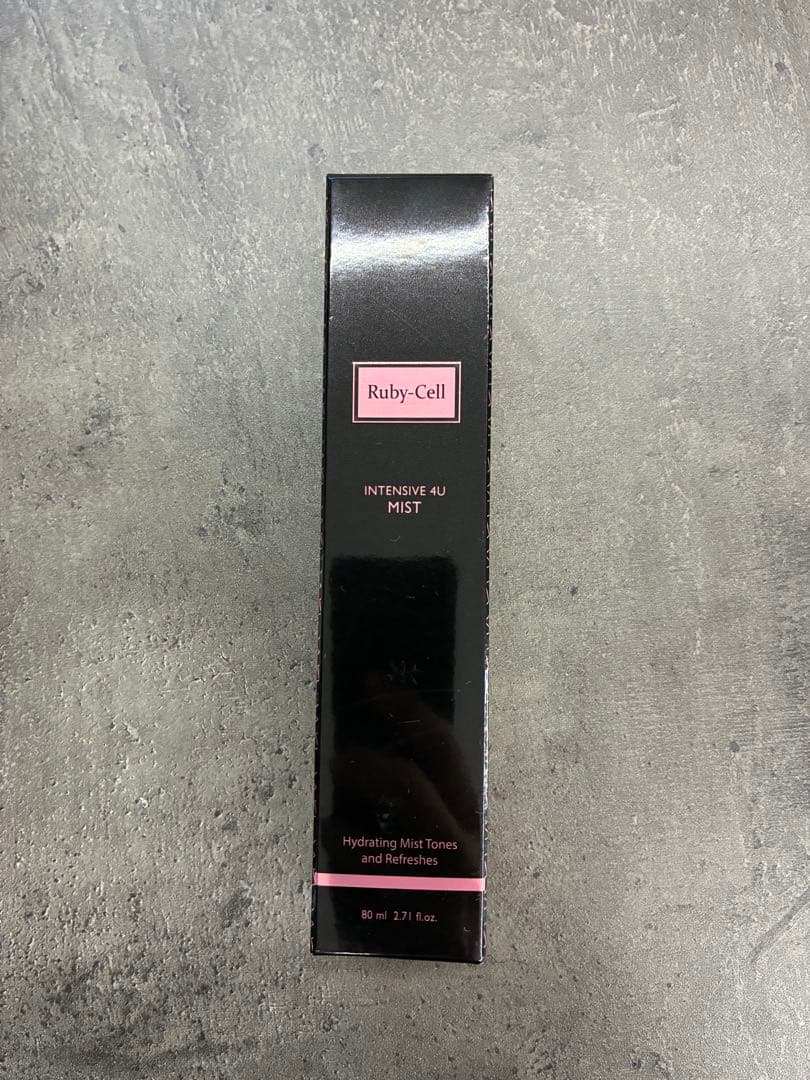 Ruby-Cell
INTENSIVE 4U
MIST
Hydrating Mist Tones
and Refreshes
80 ml 2.71 fl.oz.